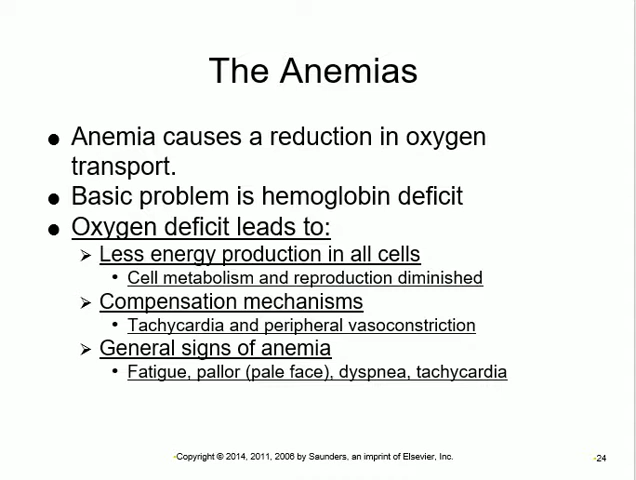 The Anemias
● Anemia causes a reduction in oxygen
transport.
● Basic problem is hemoglobin deficit
● Oxygen deficit leads to:
➢ Less energy production in all cells
• Cell metabolism and reproduction diminished
➢ Compensation mechanisms
• Tachycardia and peripheral vasoconstriction
➢ General signs of anemia
• Fatigue, pallor (pale face), dyspnea, tachycardia
•Copyright © 2014, 2011, 2006 by Saunders, an imprint of Elsevier, Inc.
•24